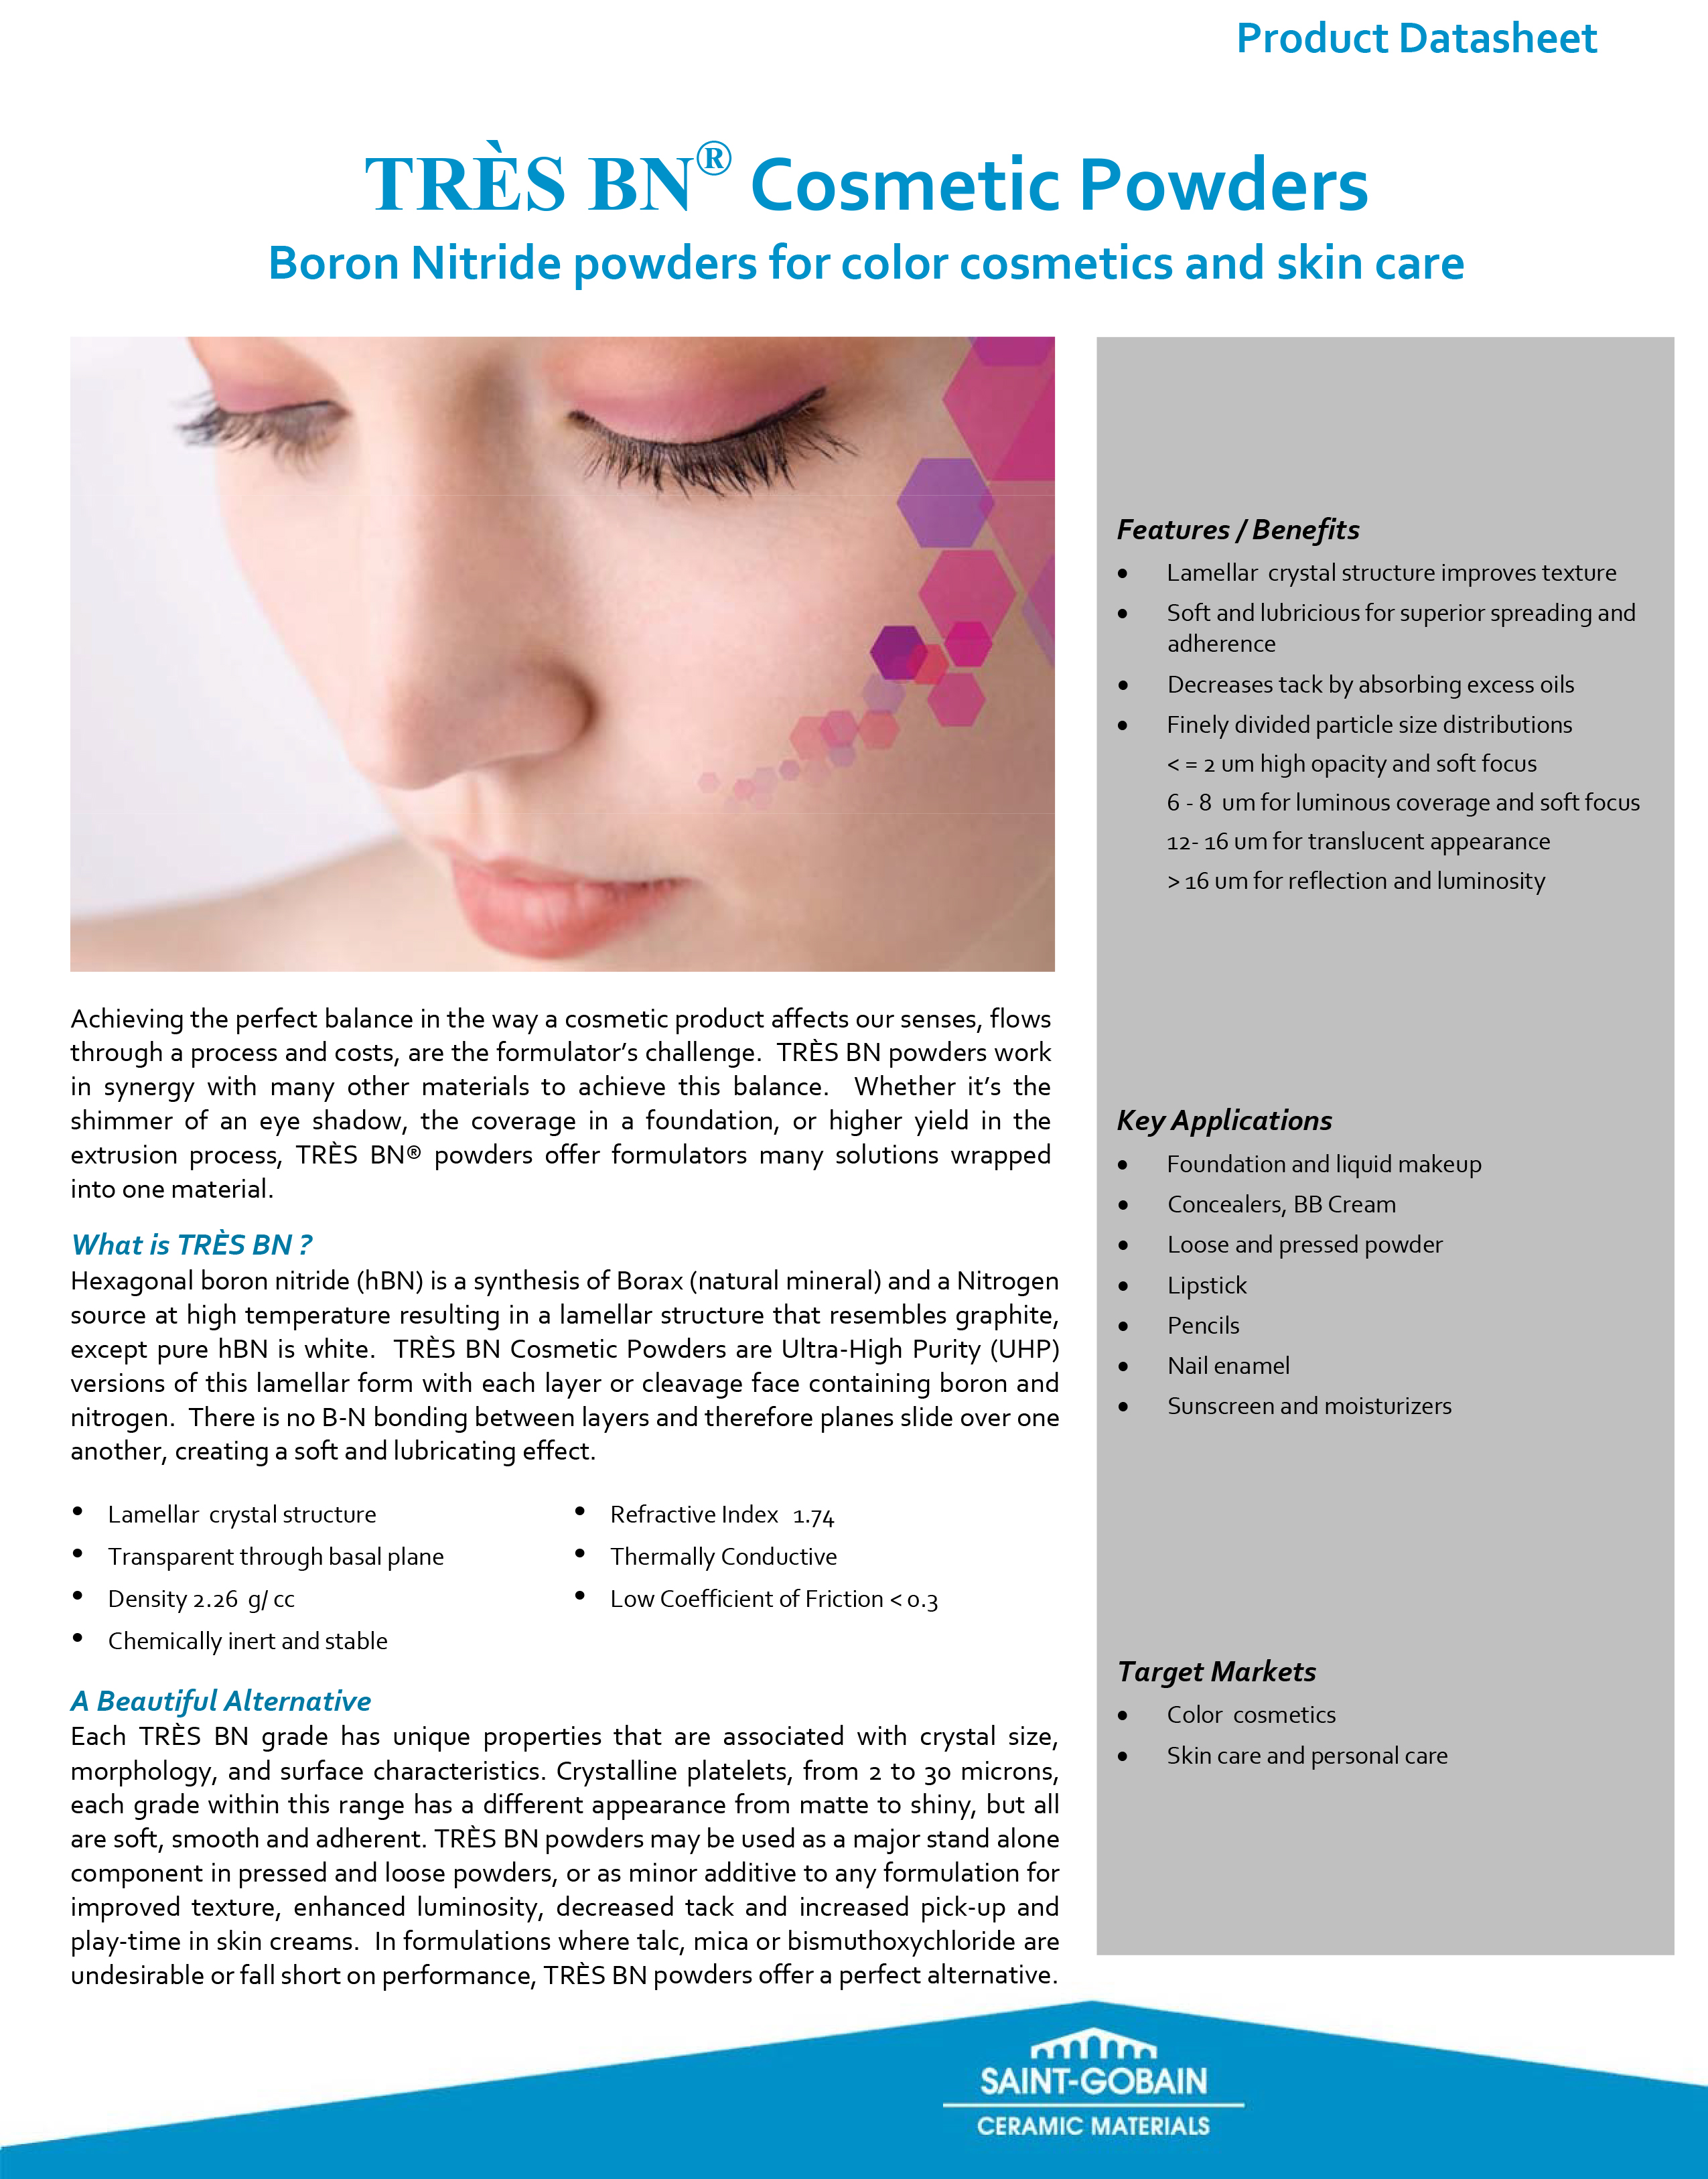 Product Datasheet
TRÈS BN® Cosmetic Powders
Boron Nitride powders for color cosmetics and skin care
Achieving the perfect balance in the way a cosmetic product affects our senses, flows
through a process and costs, are the formulator’s challenge. TRÈS BN powders work
in synergy with many other materials to achieve this balance. Whether it’s the
shimmer of an eye shadow, the coverage in a foundation, or higher yield in the
extrusion process, TRÈS BN® powders offer formulators many solutions wrapped
into one material.
What is TRÈS BN ?
Hexagonal boron nitride (hBN) is a synthesis of Borax (natural mineral) and a Nitrogen
source at high temperature resulting in a lamellar structure that resembles graphite,
except pure hBN is white. TRÈS BN Cosmetic Powders are Ultra-High Purity (UHP)
versions of this lamellar form with each layer or cleavage face containing boron and
nitrogen. There is no B-N bonding between layers and therefore planes slide over one
another, creating a soft and lubricating effect.
• Lamellar crystal structure
• Transparent through basal plane
• Density 2.26 g/ cc
• Chemically inert and stable
• Refractive Index 1.74
• Thermally Conductive
• Low Coefficient of Friction < 0.3
A Beautiful Alternative
Each TRÈS BN grade has unique properties that are associated with crystal size,
morphology, and surface characteristics. Crystalline platelets, from 2 to 30 microns,
each grade within this range has a different appearance from matte to shiny, but all
are soft, smooth and adherent. TRÈS BN powders may be used as a major stand alone
component in pressed and loose powders, or as minor additive to any formulation for
improved texture, enhanced luminosity, decreased tack and increased pick-up and
play-time in skin creams. In formulations where talc, mica or bismuthoxychloride are
undesirable or fall short on performance, TRÈS BN powders offer a perfect alternative.
Features / Benefits
• Lamellar crystal structure improves texture
• Soft and lubricious for superior spreading and
adherence
• Decreases tack by absorbing excess oils
• Finely divided particle size distributions
< = 2 um high opacity and soft focus
6 - 8 um for luminous coverage and soft focus
12- 16 um for translucent appearance
> 16 um for reflection and luminosity
Key Applications
• Foundation and liquid makeup
• Concealers, BB Cream
• Loose and pressed powder
• Lipstick
• Pencils
• Nail enamel
• Sunscreen and moisturizers
Target Markets
• Color cosmetics
• Skin care and personal care
SAINT-GOBAIN
CERAMIC MATERIALS